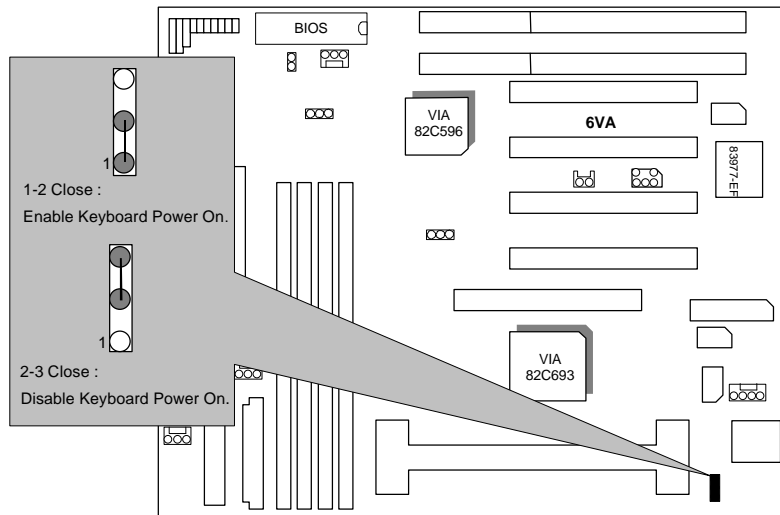 BIOS
VIA
82C596
6VA
83977-EF
1
1-2 Close :
Enable Keyboard Power On.
1
2-3 Close :
Disable Keyboard Power On.
VIA
82C693